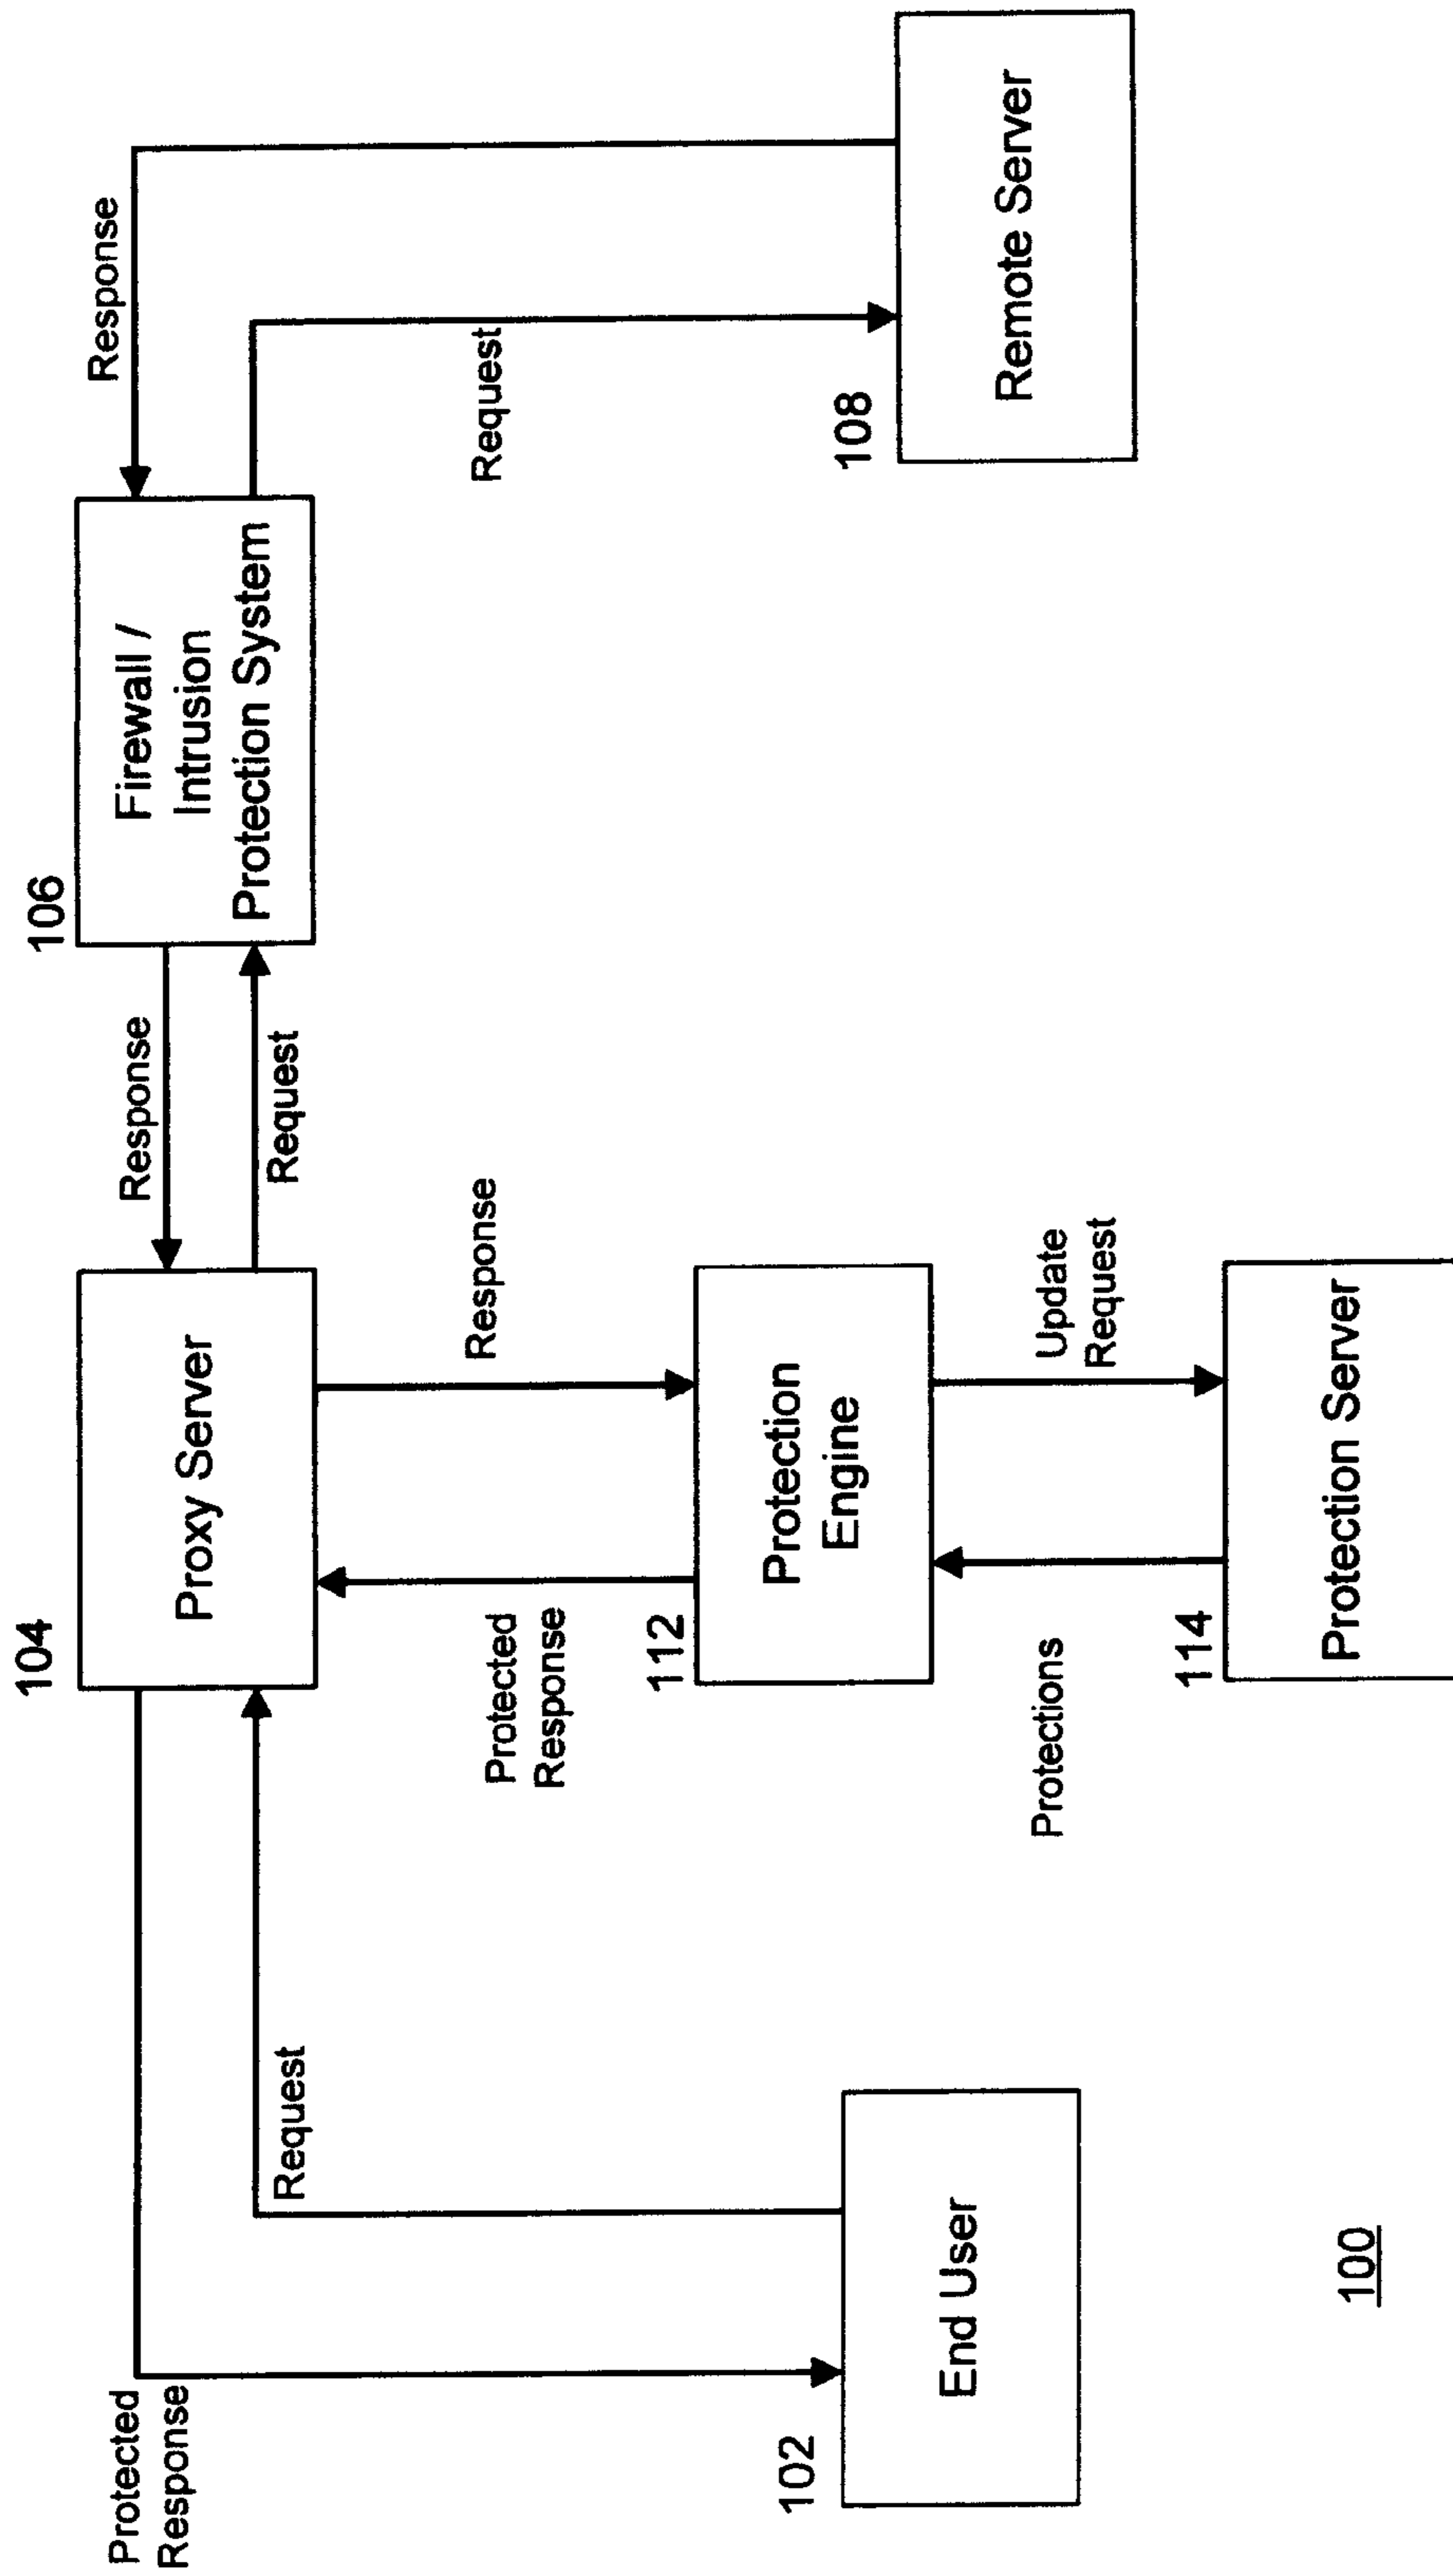 Protected
Response
104
Proxy Server
Response
Request
106
Firewall /
Intrusion
Protection System
Response
Request
Request
Protected
Response
Response
112
Protection
Engine
102
End User
108
Remote Server
Protections
Update
Request
114
Protection Server
100